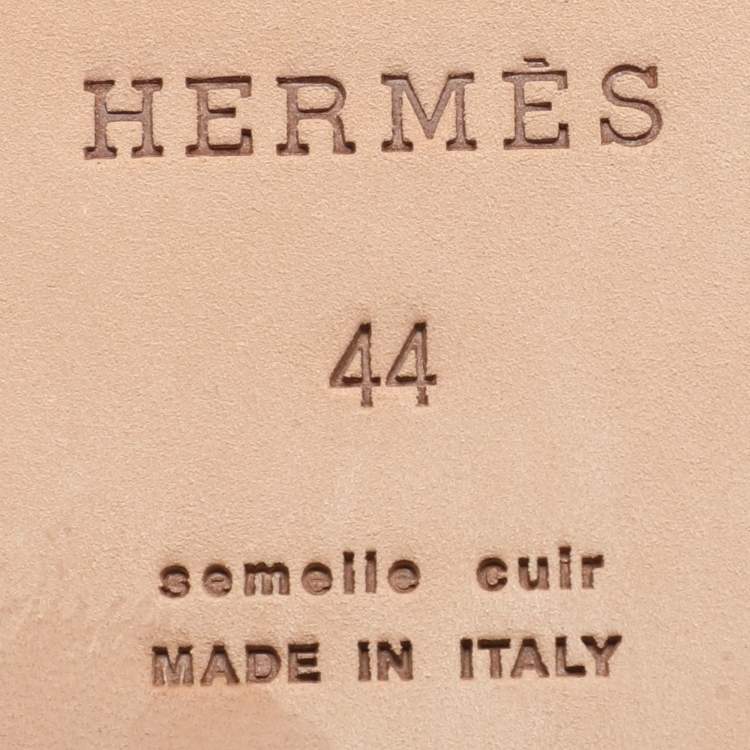 HERMÈS
44
semelle cuir
MADE IN ITALY